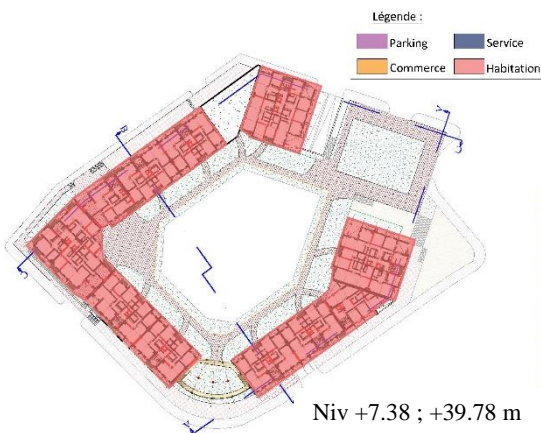 Légende :
Parking
Service
Commerce
Habitation
B
Niv +7.38 ; +39.78 m